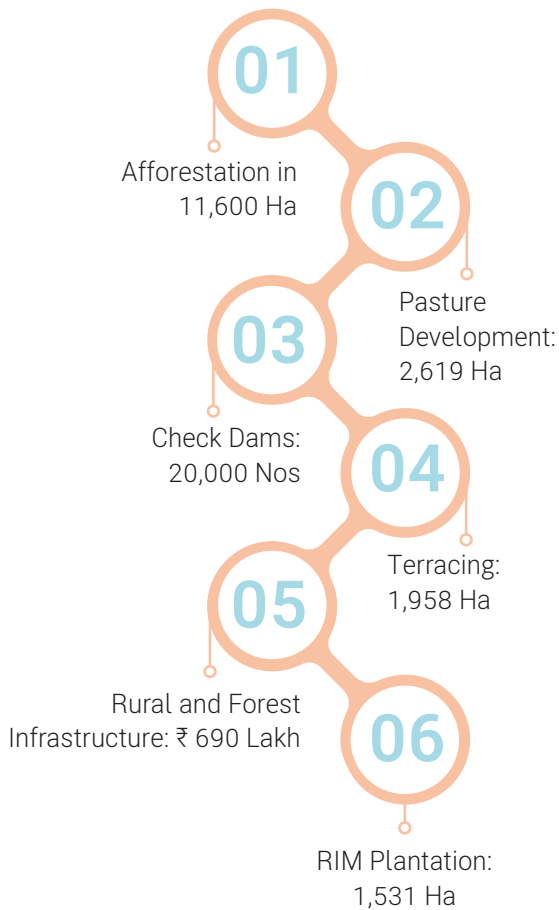 01
Afforestation in
11,600 Ha
02
Pasture
Development:
2,619 Ha
03
Check Dams:
20,000 Nos
04
Terracing:
1,958 Ha
05
Rural and Forest
Infrastructure: ₹ 690 Lakh
06
RIM Plantation:
1,531 Ha